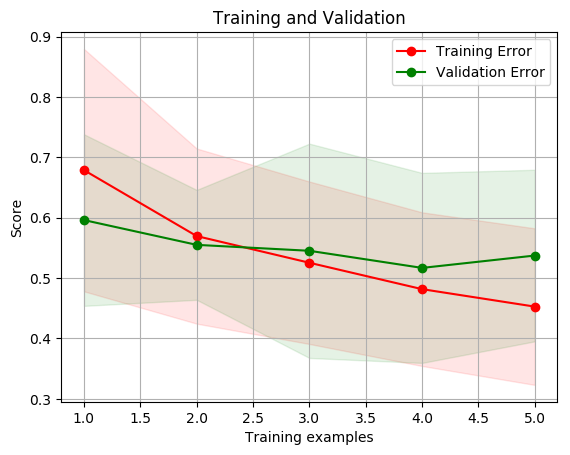 Training and Validation
Training Error
Validation Error
Score
0.9
0.8
0.7
0.6
0.5
0.4
0.3
1.0 1.5 2.0 2.5 3.0 3.5 4.0 4.5 5.0
Training examples